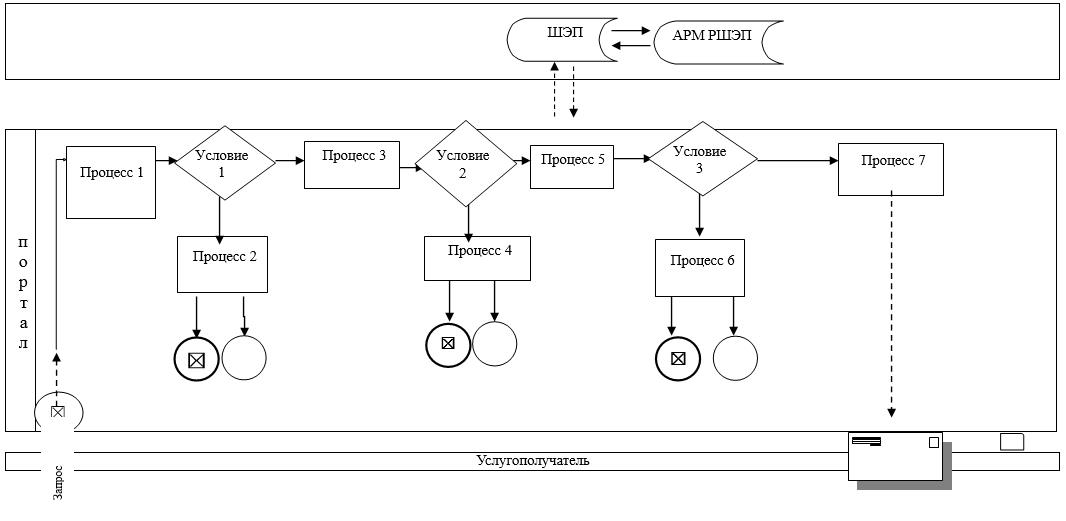 ШЭП
АРМ РШЭП
портал
Процесс 1
Условие
1
Процесс 3
Условие
2
Процесс 5
Условие
3
Процесс 7
Процесс 2
Процесс 4
Процесс 6
Запрос
Услугополучатель